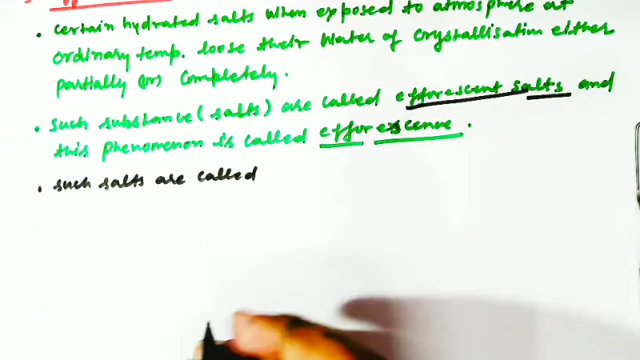 • certain hydrated salts when exposed to atmosphere at
ordinary temp. loose their water of crystallisation either
partially (or) completely.
• Such substance (salts) are called efforescent salts and
this phenomenon is called efforescence.
• such salts are called